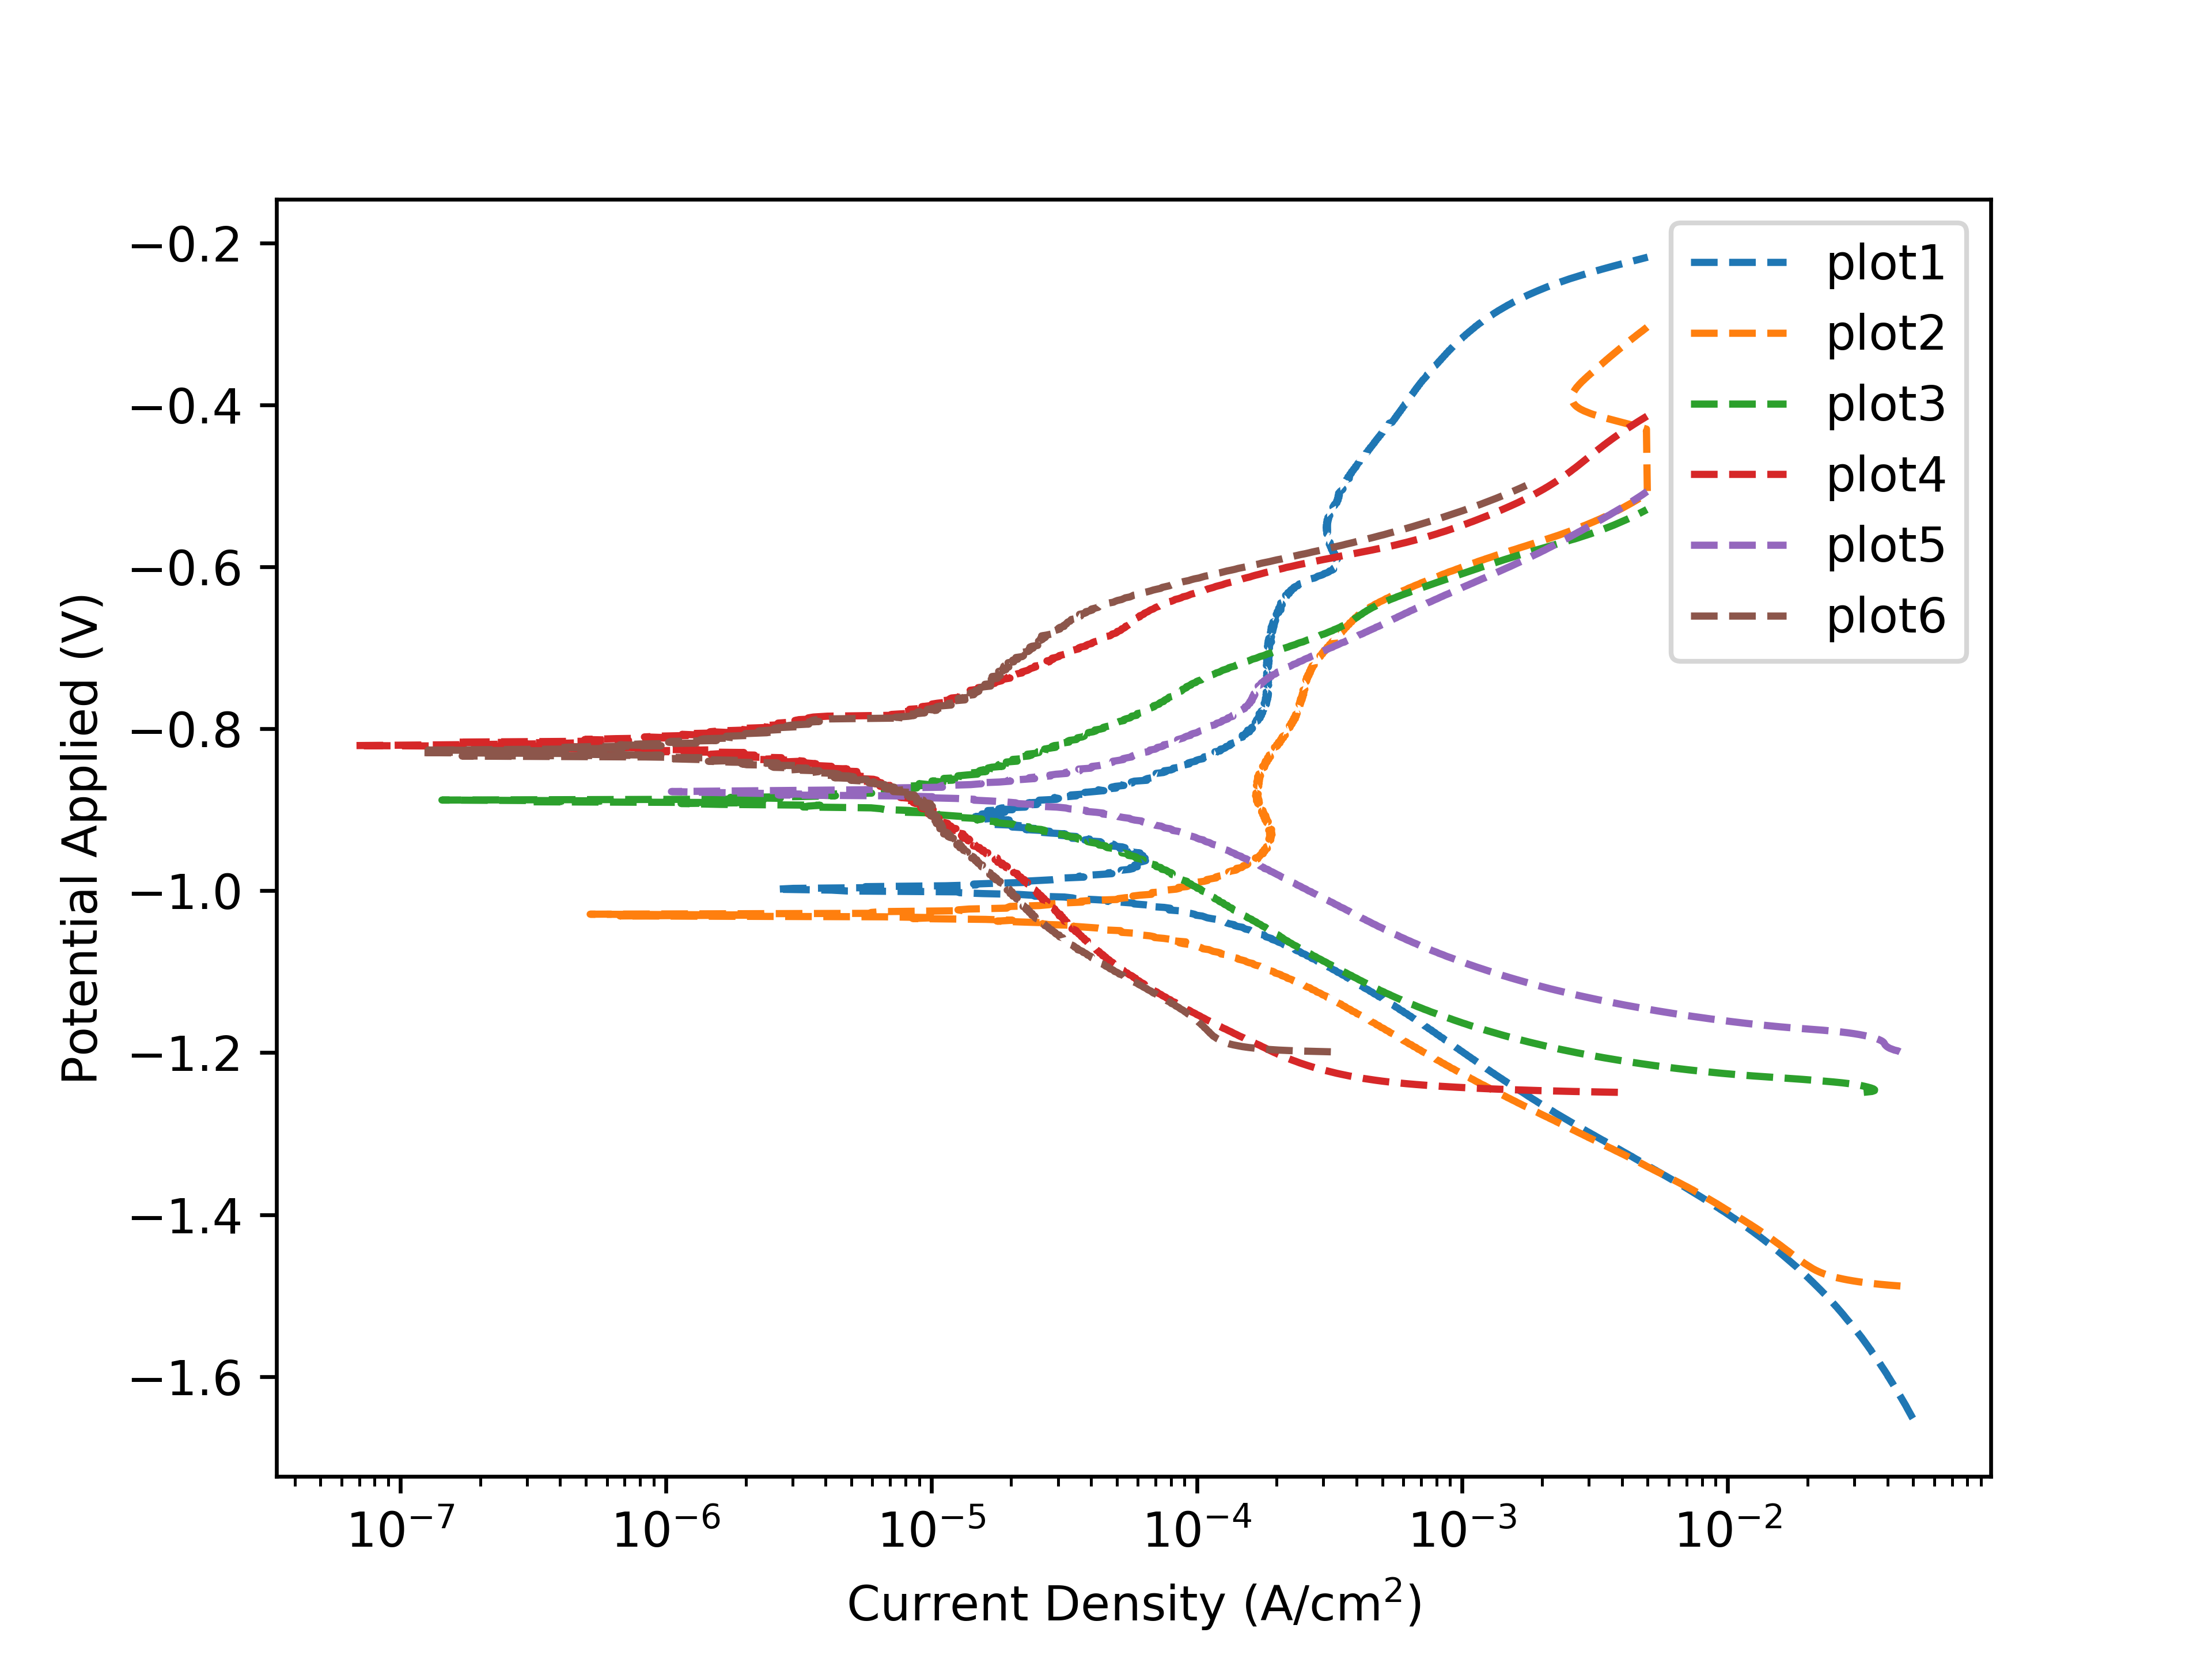 −0.2
−0.4
−0.6
−0.8
−1.0
−1.2
−1.4
−1.6
Potential Applied (V)
10⁻⁷ 10⁻⁶ 10⁻⁵ 10⁻⁴ 10⁻³ 10⁻²
Current Density (A/cm²)
plot1
plot2
plot3
plot4
plot5
plot6